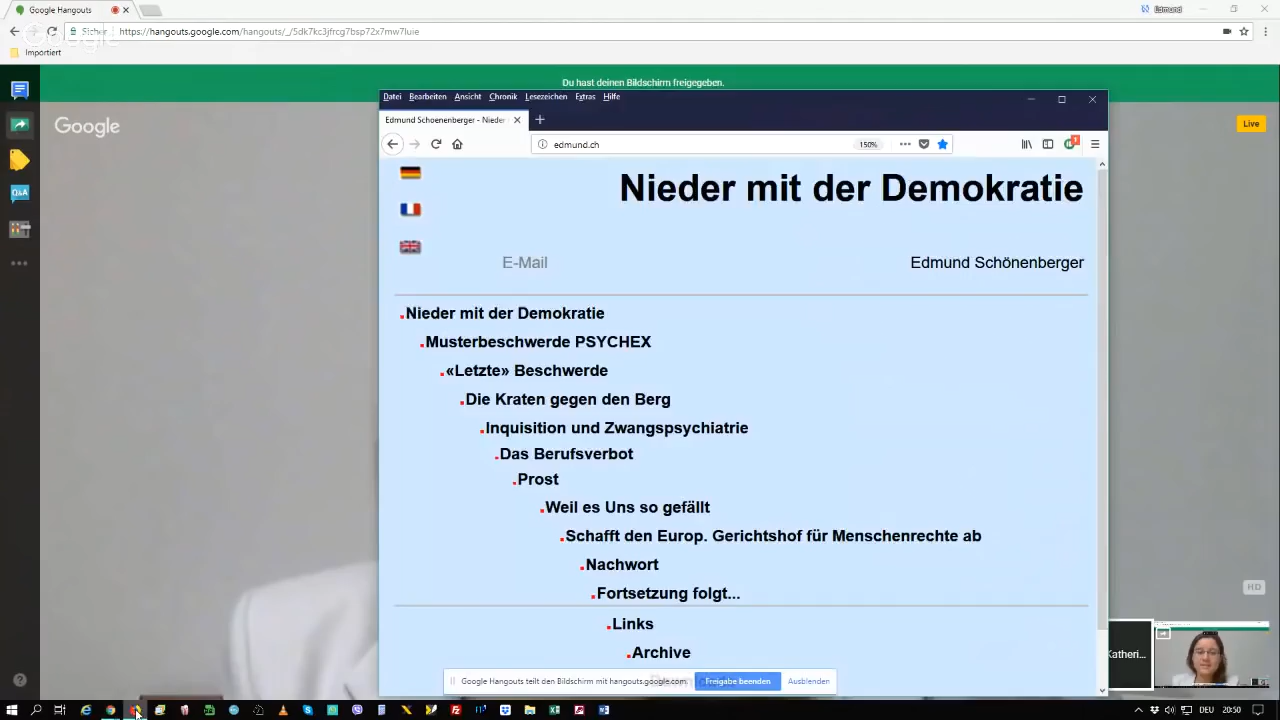 Google Hangouts
Edmund
Sicher
https://hangouts.google.com/hangouts/_/5dk7kc3jfrcg7bsp72x7mw7luie
Importiert
Du hast deinen Bildschirm freigegeben.
Google
Live
Datei Bearbeiten Ansicht Chronik Lesezeichen Extras Hilfe
Edmund Schoenenberger - Nieder
edmund.ch
150%
Nieder mit der Demokratie
E-Mail
Edmund Schönenberger
Nieder mit der Demokratie
Musterbeschwerde PSYCHEX
«Letzte» Beschwerde
Die Kraten gegen den Berg
Inquisition und Zwangspsychiatrie
Das Berufsverbot
Prost
Weil es Uns so gefällt
Schafft den Europ. Gerichtshof für Menschenrechte ab
Nachwort
Fortsetzung folgt...
Links
Archive
Google Hangouts teilt den Bildschirm mit hangouts.google.com.
Freigabe beenden
Ausblenden
Q&A
HD
Katheri...
DEU
20:50